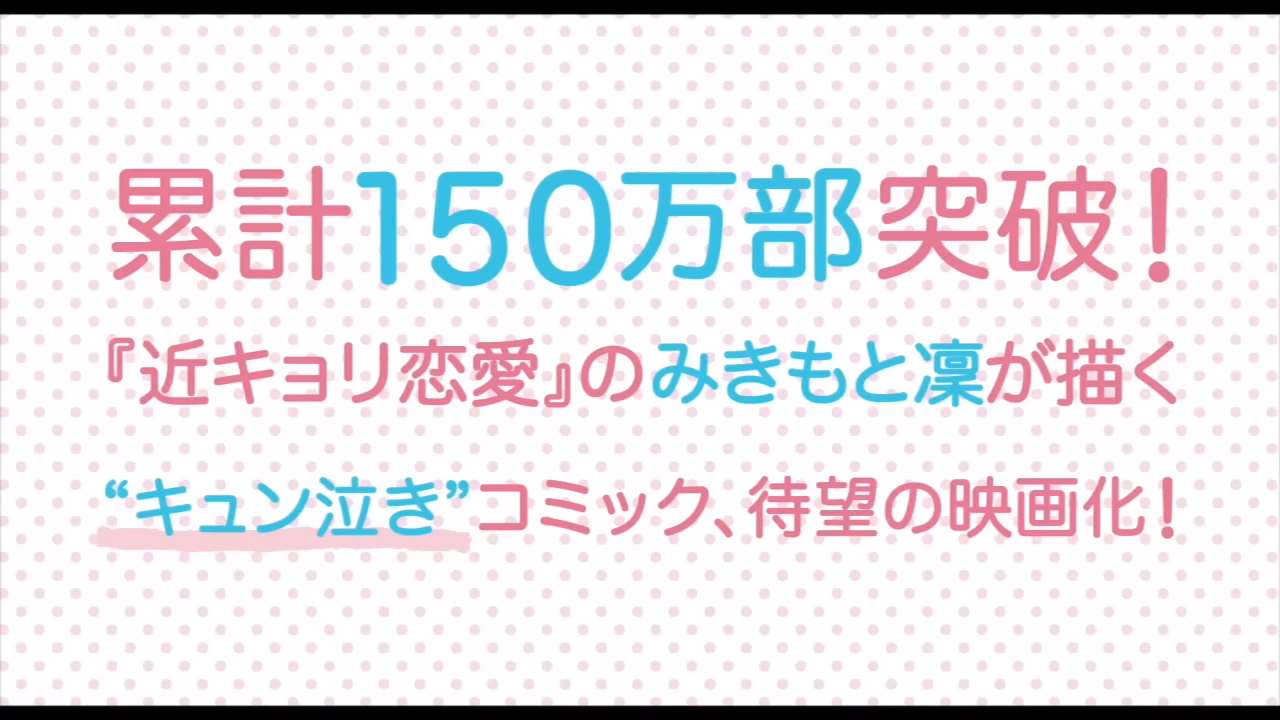 累計150万部突破！
『近キョリ恋愛』のみきもと凜が描く
“キュン泣き”コミック、待望の映画化！